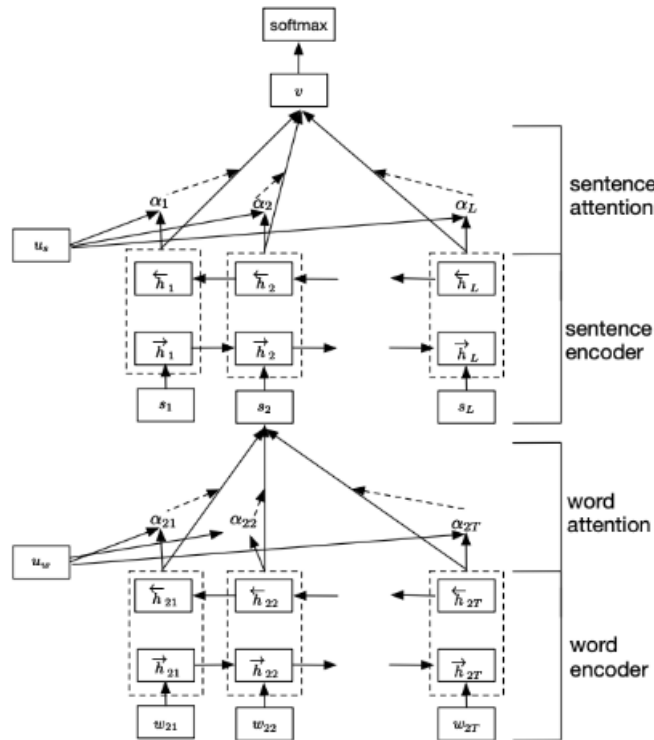 softmax
v
α1 α2 αL
sentence
attention
us
←h1 ←h2 ←hL
→h1 →h2 →hL
sentence
encoder
s1 s2 sL
α21 α22 α2T
word
attention
uw
←h21 ←h22 ←h2T
→h21 →h22 →h2T
word
encoder
w21 w22 w2T